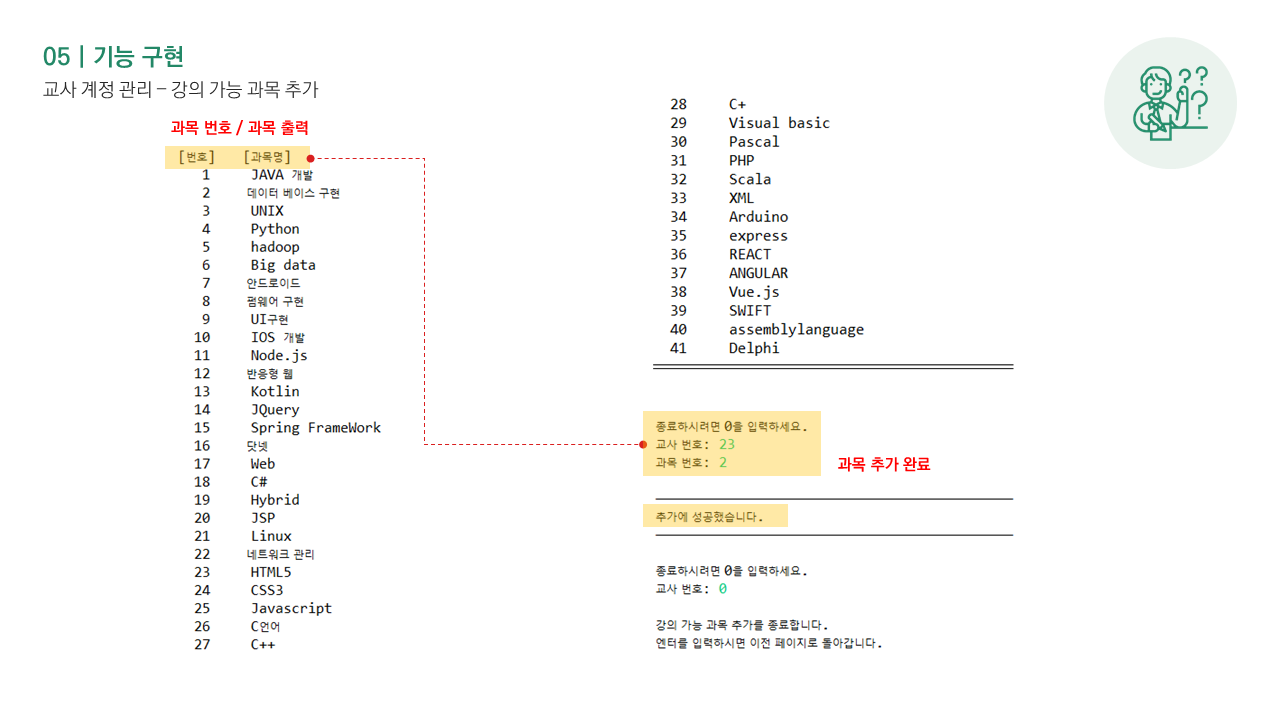 05 | 기능 구현
교사 계정 관리 – 강의 가능 과목 추가
과목 번호 / 과목 출력
[번호] [과목명]
1 JAVA 개발
2 데이터 베이스 구현
3 UNIX
4 Python
5 hadoop
6 Big data
7 안드로이드
8 펌웨어 구현
9 UI구현
10 IOS 개발
11 Node.js
12 반응형 웹
13 Kotlin
14 JQuery
15 Spring FrameWork
16 닷넷
17 Web
18 C#
19 Hybrid
20 JSP
21 Linux
22 네트워크 관리
23 HTML5
24 CSS3
25 Javascript
26 C언어
27 C++
28 C+
29 Visual basic
30 Pascal
31 PHP
32 Scala
33 XML
34 Arduino
35 express
36 REACT
37 ANGULAR
38 Vue.js
39 SWIFT
40 assemblylanguage
41 Delphi
종료하시려면 0을 입력하세요.
교사 번호: 23
과목 번호: 2
과목 추가 완료
추가에 성공했습니다.
종료하시려면 0을 입력하세요.
교사 번호: 0
강의 가능 과목 추가를 종료합니다.
엔터를 입력하시면 이전 페이지로 돌아갑니다.